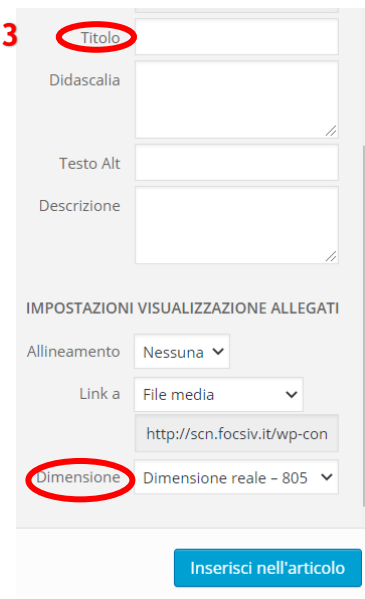 3 Titolo
Didascalia
Testo Alt
Descrizione
IMPOSTAZIONI VISUALIZZAZIONE ALLEGATI
Allineamento Nessuna
Link a File media
http://scn.focsiv.it/wp-con
Dimensione Dimensione reale – 805
Inserisci nell'articolo